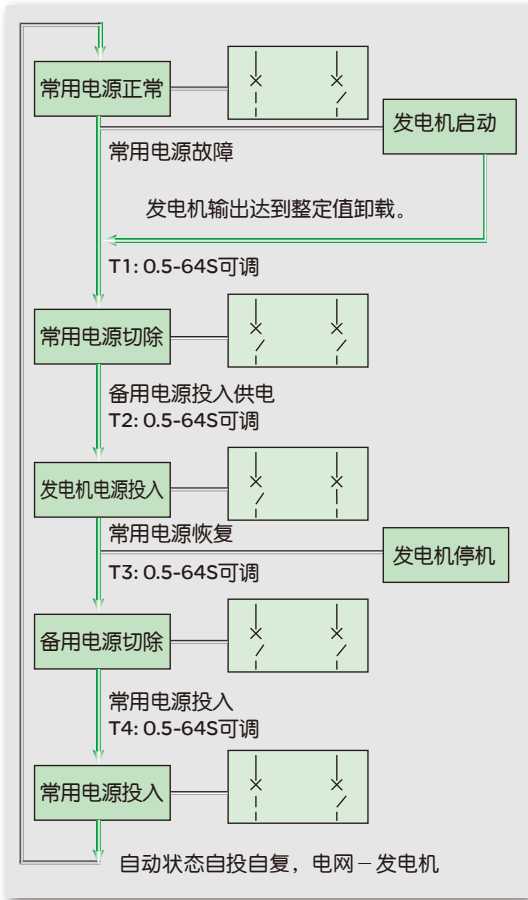 常用电源正常
发电机启动
常用电源故障
发电机输出达到整定值卸载。
T1: 0.5-64S可调
常用电源切除
备用电源投入供电
T2: 0.5-64S可调
发电机电源投入
常用电源恢复
发电机停机
T3: 0.5-64S可调
备用电源切除
常用电源投入
T4: 0.5-64S可调
常用电源投入
自动状态自投自复，电网－发电机